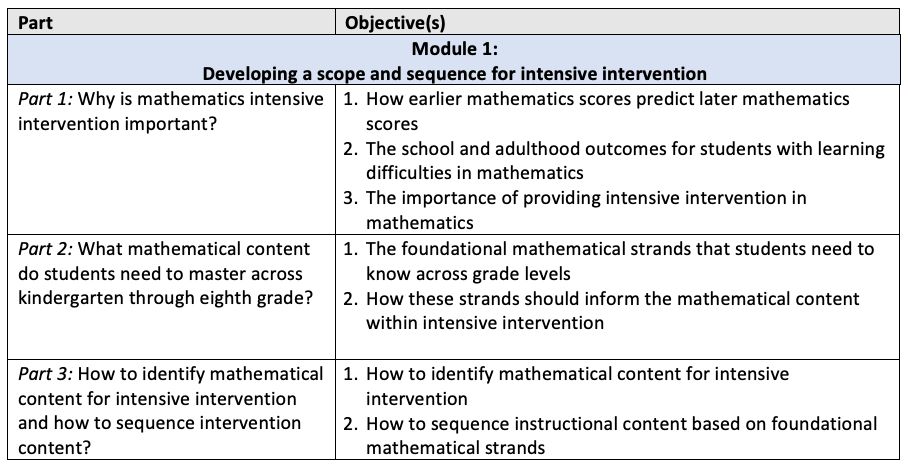 Part Objective(s)
Module 1:
Developing a scope and sequence for intensive intervention
Part 1: Why is mathematics intensive
intervention important?
1. How earlier mathematics scores predict later mathematics
scores
2. The school and adulthood outcomes for students with learning
difficulties in mathematics
3. The importance of providing intensive intervention in
mathematics
Part 2: What mathematical content
do students need to master across
kindergarten through eighth grade?
1. The foundational mathematical strands that students need to
know across grade levels
2. How these strands should inform the mathematical content
within intensive intervention
Part 3: How to identify mathematical
content for intensive intervention
and how to sequence intervention
content?
1. How to identify mathematical content for intensive
intervention
2. How to sequence instructional content based on foundational
mathematical strands